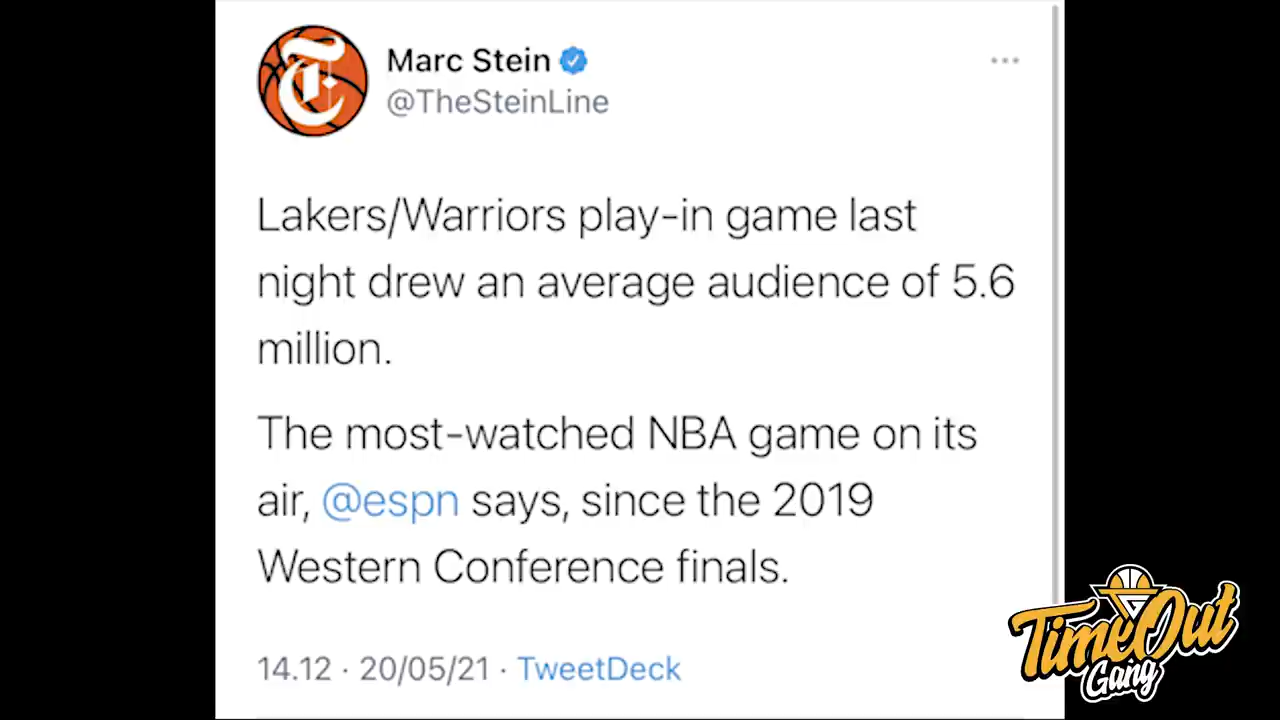 Marc Stein
@TheSteinLine
Lakers/Warriors play-in game last
night drew an average audience of 5.6
million.
The most-watched NBA game on its
air, @espn says, since the 2019
Western Conference finals.
14.12 · 20/05/21 · TweetDeck
TimeOut
Gang